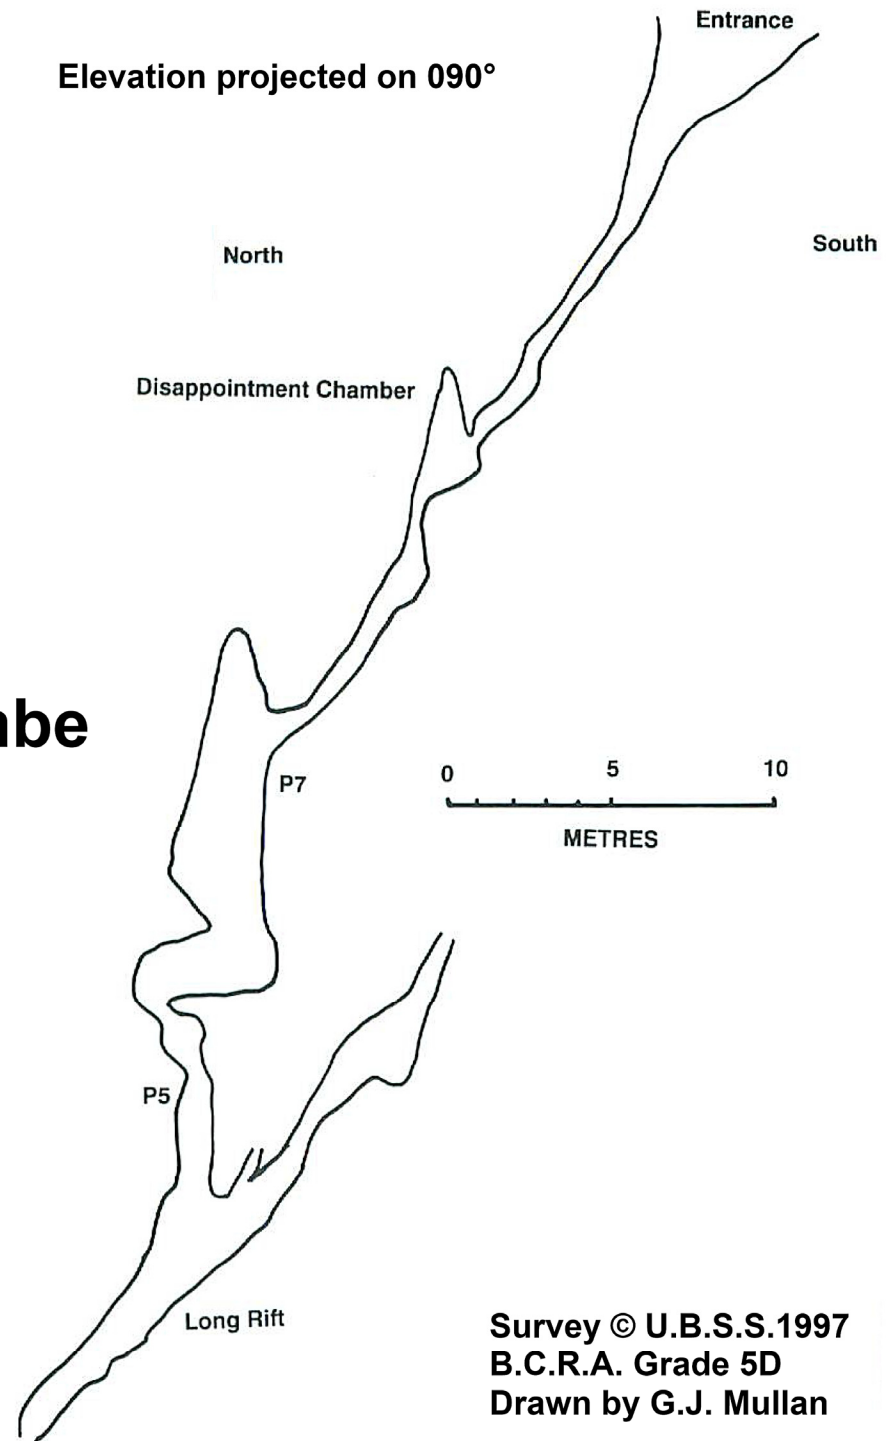 Entrance
Elevation projected on 090°
South
North
Disappointment Chamber
mbe
P7
0 5 10
METRES
P5
Long Rift
Survey © U.B.S.S.1997
B.C.R.A. Grade 5D
Drawn by G.J. Mullan